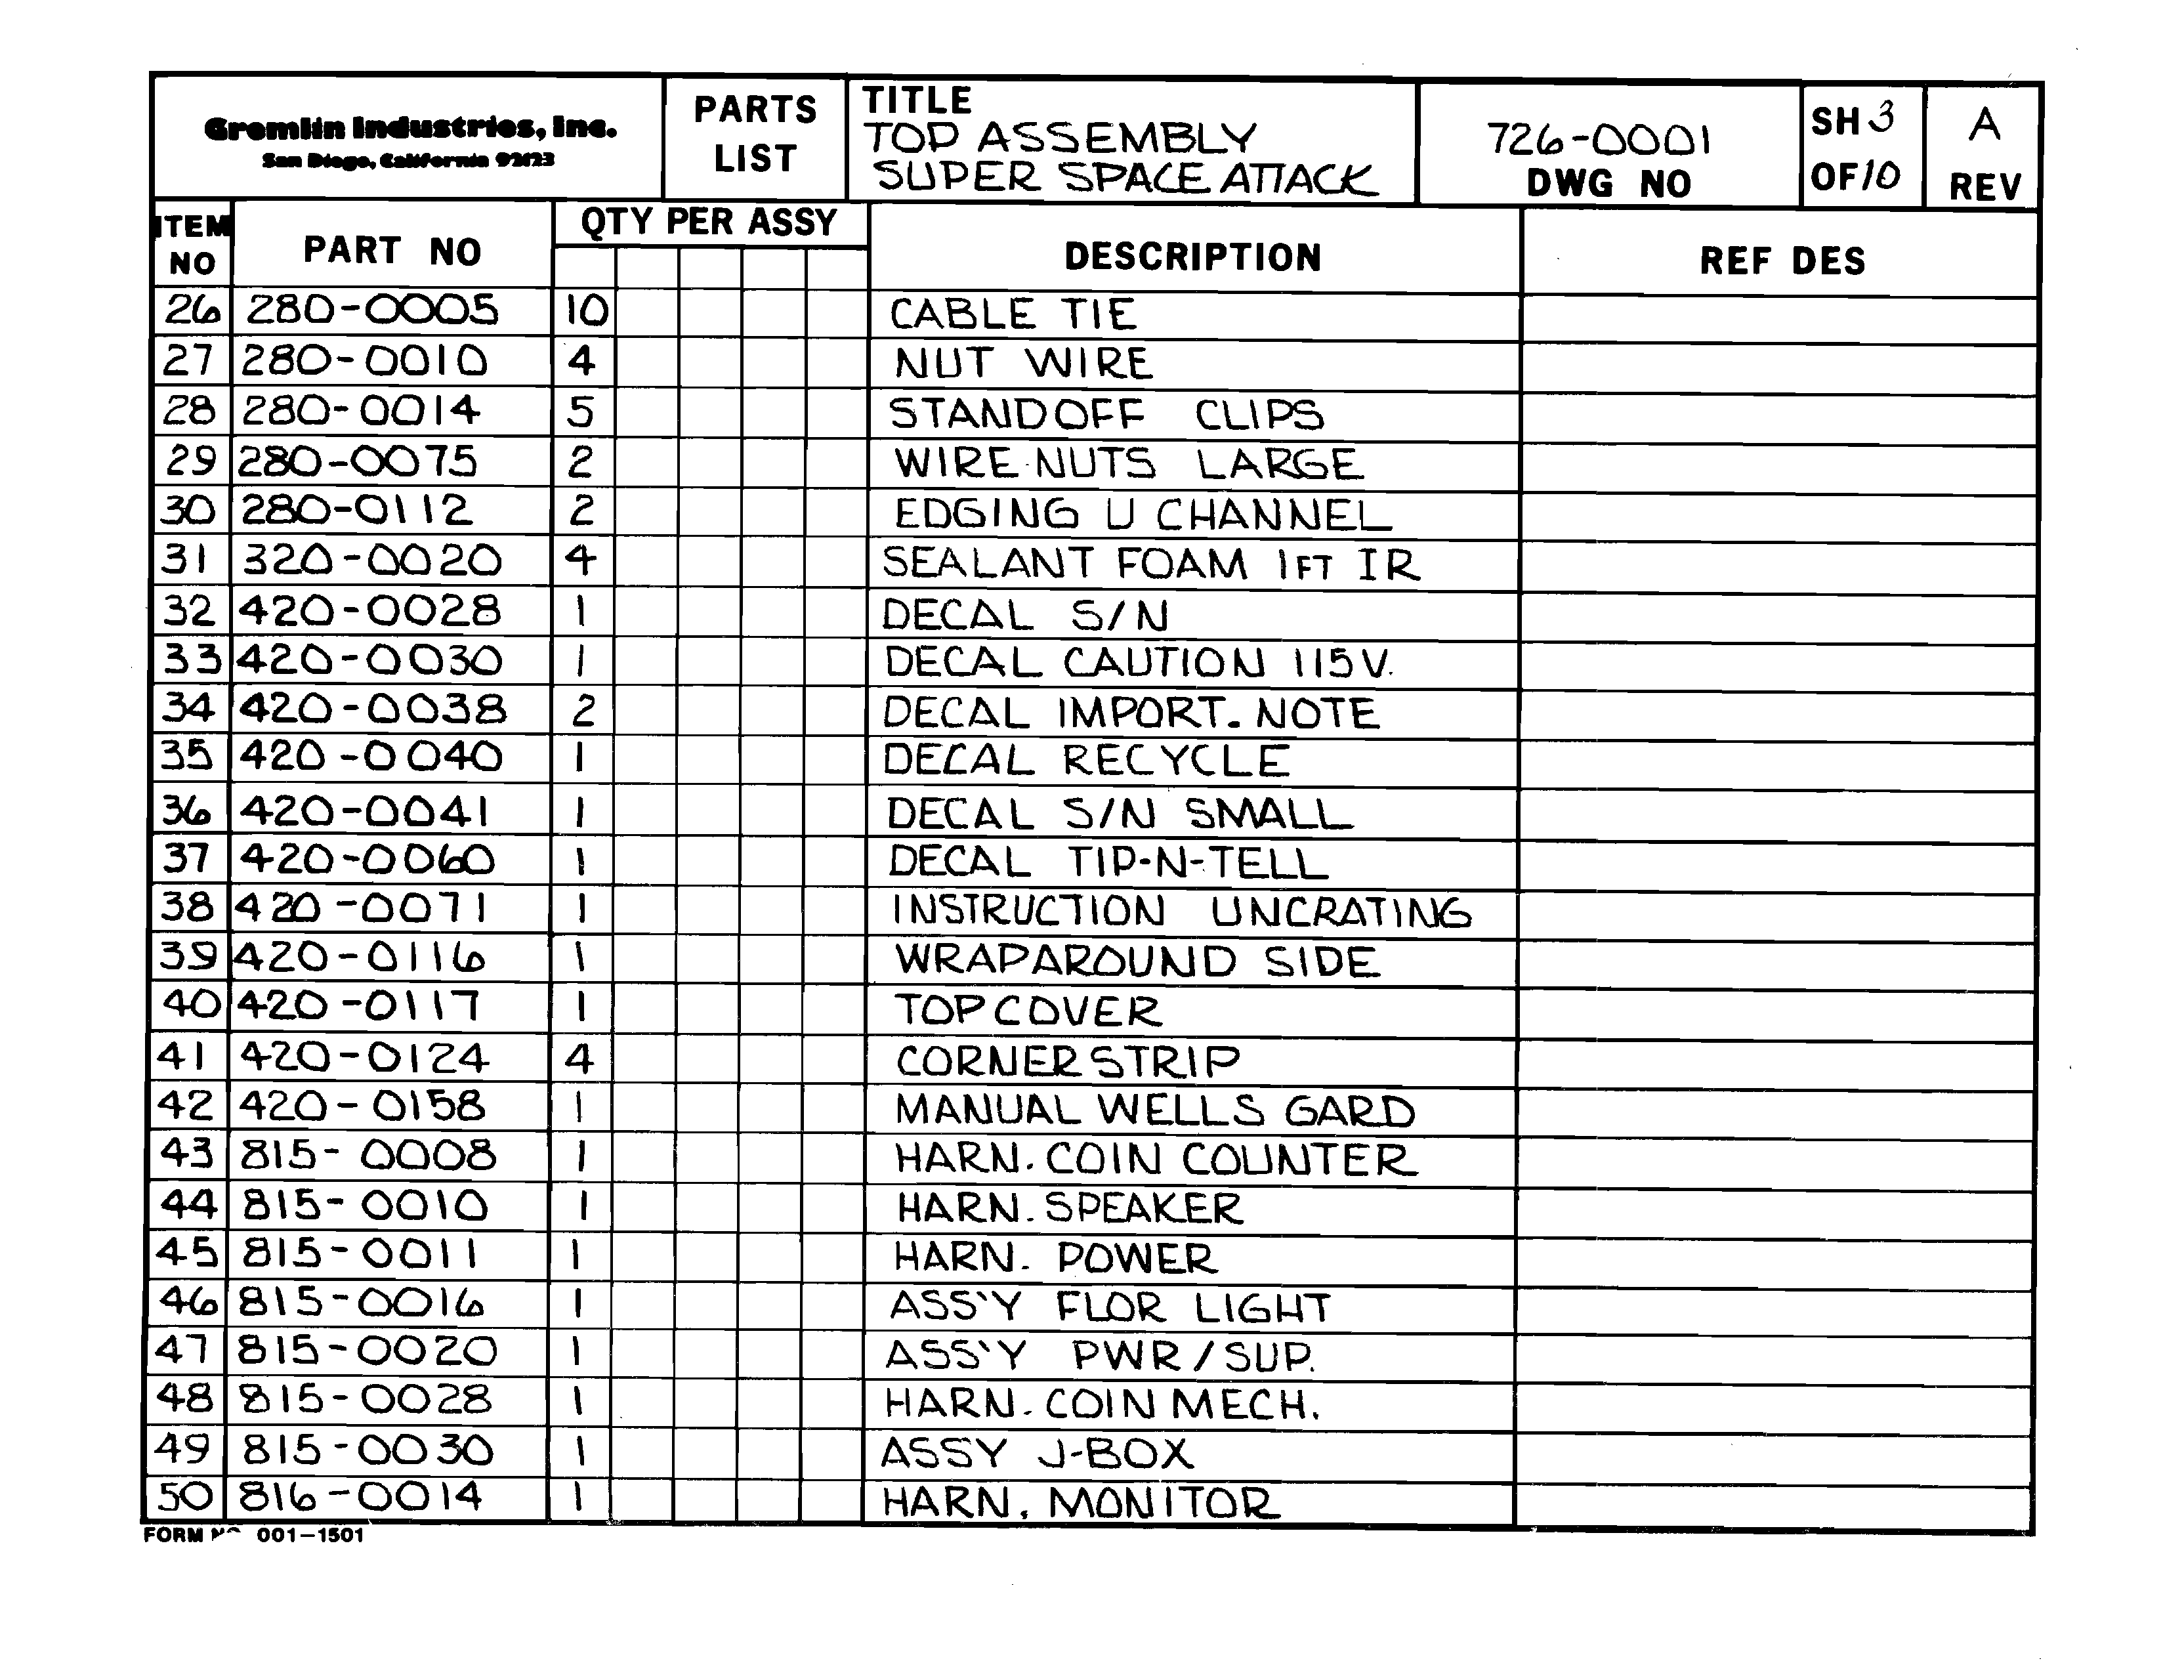 Gremlin Industries, Inc.
San Diego, California 92123
PARTS LIST
TITLE
TOP ASSEMBLY
SUPER SPACE ATTACK
726-0001
DWG NO
SH 3
OF 10
A
REV
ITEM NO PART NO QTY PER ASSY DESCRIPTION REF DES
26 280-0005 10 CABLE TIE
27 280-0010 4 NUT WIRE
28 280-0014 5 STANDOFF CLIPS
29 280-0075 2 WIRE NUTS LARGE
30 280-0112 2 EDGING U CHANNEL
31 320-0020 4 SEALANT FOAM 1FT IR
32 420-0028 1 DECAL S/N
33 420-0030 1 DECAL CAUTION 115V.
34 420-0038 2 DECAL IMPORT. NOTE
35 420-0040 1 DECAL RECYCLE
36 420-0041 1 DECAL S/N SMALL
37 420-0060 1 DECAL TIP-N-TELL
38 420-0071 1 INSTRUCTION UNCRATING
39 420-0116 1 WRAPAROUND SIDE
40 420-0117 1 TOP COVER
41 420-0124 4 CORNER STRIP
42 420-0158 1 MANUAL WELLS GARD
43 815-0008 1 HARN. COIN COUNTER
44 815-0010 1 HARN. SPEAKER
45 815-0011 1 HARN. POWER
46 815-0016 1 ASS'Y FLOR LIGHT
47 815-0020 1 ASS'Y PWR/SUP.
48 815-0028 1 HARN. COIN MECH.
49 815-0030 1 ASSY J-BOX
50 816-0014 1 HARN. MONITOR
FORM 001-1501